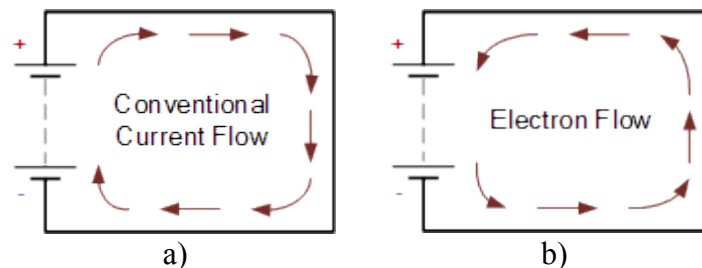 +
Conventional
Current Flow
-
a)
+
Electron Flow
-
b)